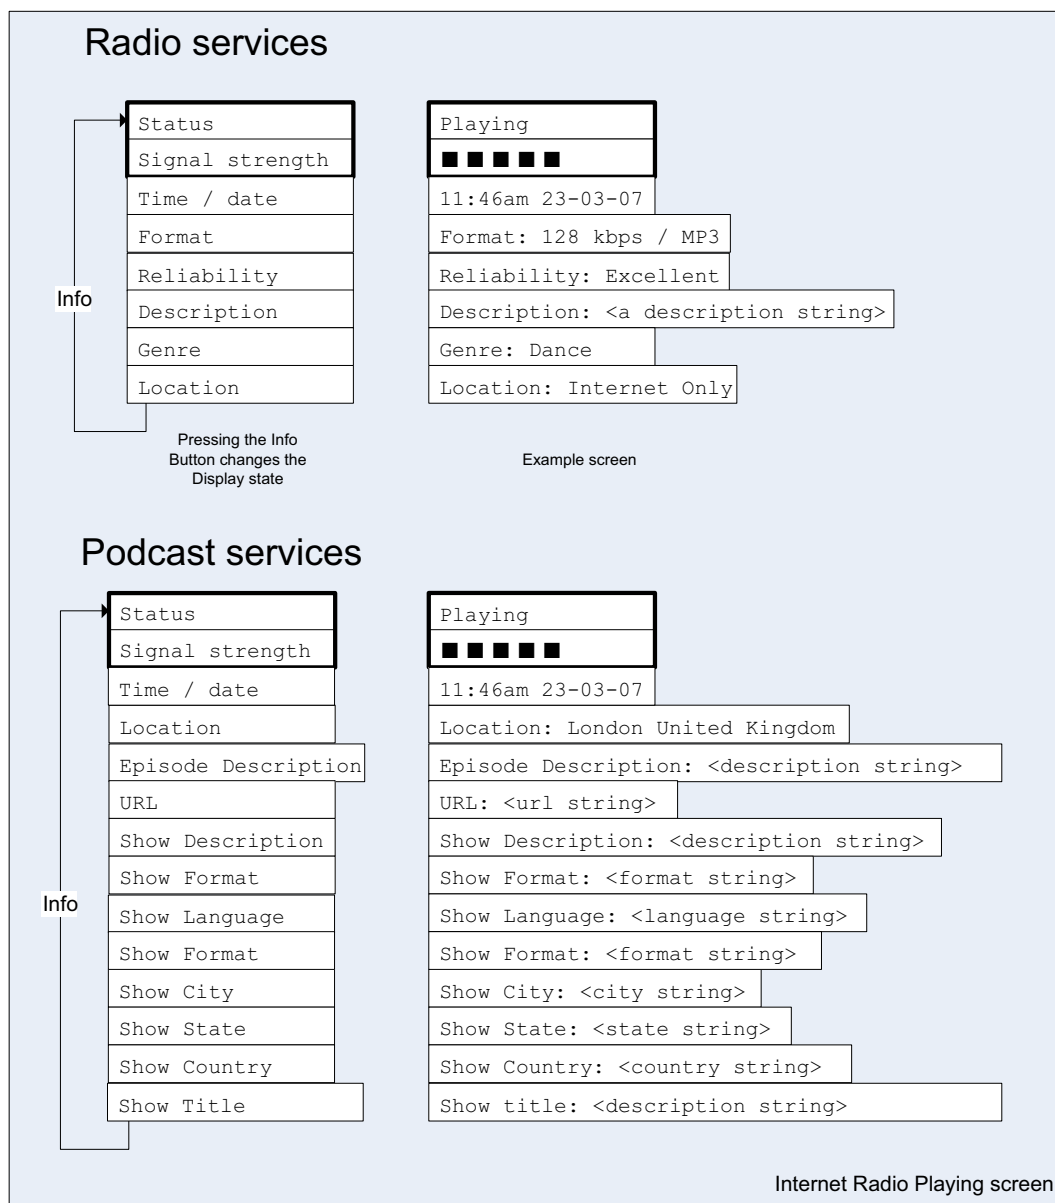 Radio services
Status
Signal strength
Time / date
Format
Reliability
Description
Genre
Location
Info
Pressing the Info
Button changes the
Display state
Playing
■ ■ ■ ■ ■
11:46am 23-03-07
Format: 128 kbps / MP3
Reliability: Excellent
Description: <a description string>
Genre: Dance
Location: Internet Only
Example screen
Podcast services
Status
Signal strength
Time / date
Location
Episode Description
URL
Show Description
Show Format
Show Language
Show Format
Show City
Show State
Show Country
Show Title
Info
Playing
■ ■ ■ ■ ■
11:46am 23-03-07
Location: London United Kingdom
Episode Description: <description string>
URL: <url string>
Show Description: <description string>
Show Format: <format string>
Show Language: <language string>
Show Format: <format string>
Show City: <city string>
Show State: <state string>
Show Country: <country string>
Show title: <description string>
Internet Radio Playing screen